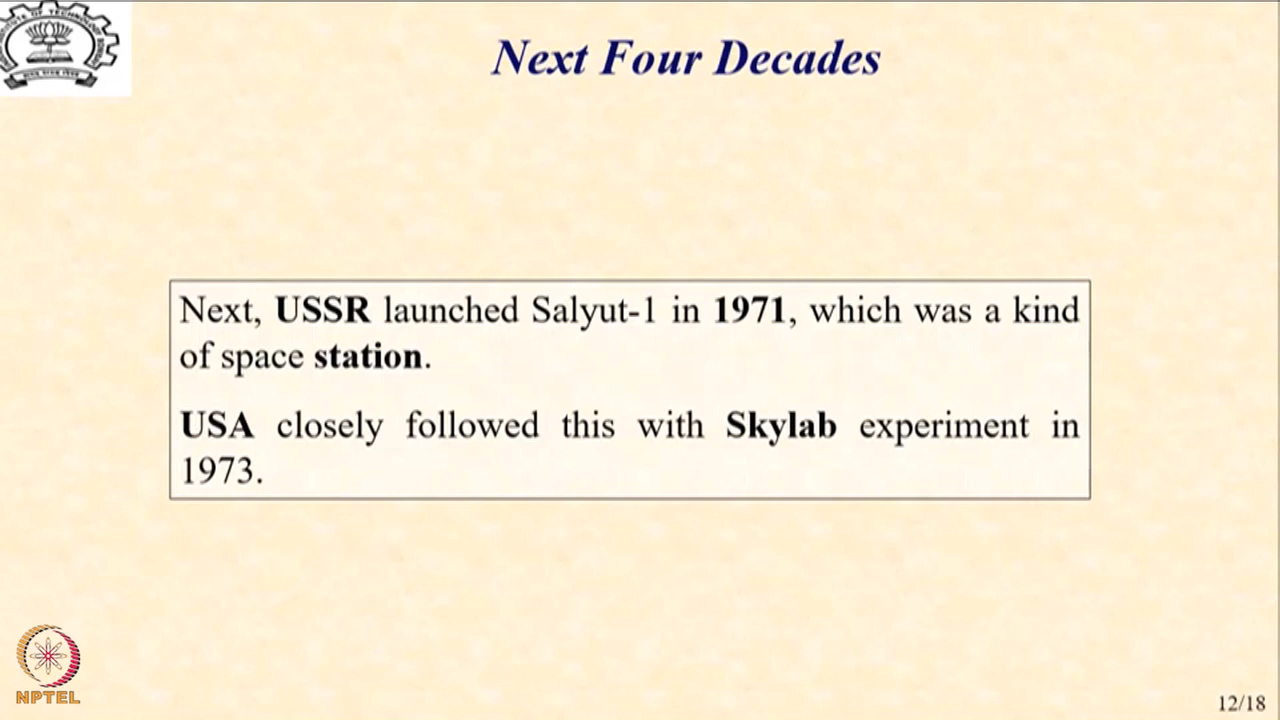 Next Four Decades
Next, USSR launched Salyut-1 in 1971, which was a kind
of space station.
USA closely followed this with Skylab experiment in
1973.
NPTEL
12/18